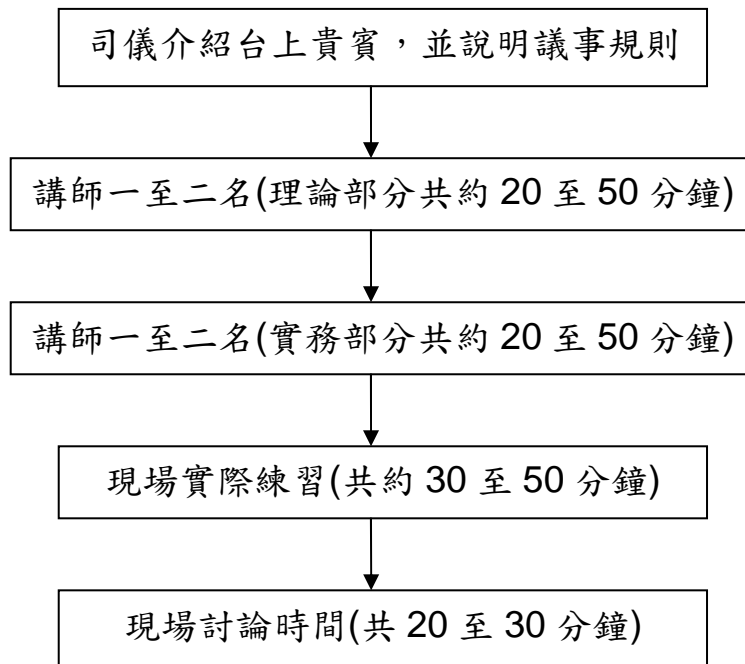 司儀介紹台上貴賓，並說明議事規則
講師一至二名(理論部分共約 20 至 50 分鐘)
講師一至二名(實務部分共約 20 至 50 分鐘)
現場實際練習(共約 30 至 50 分鐘)
現場討論時間(共 20 至 30 分鐘)